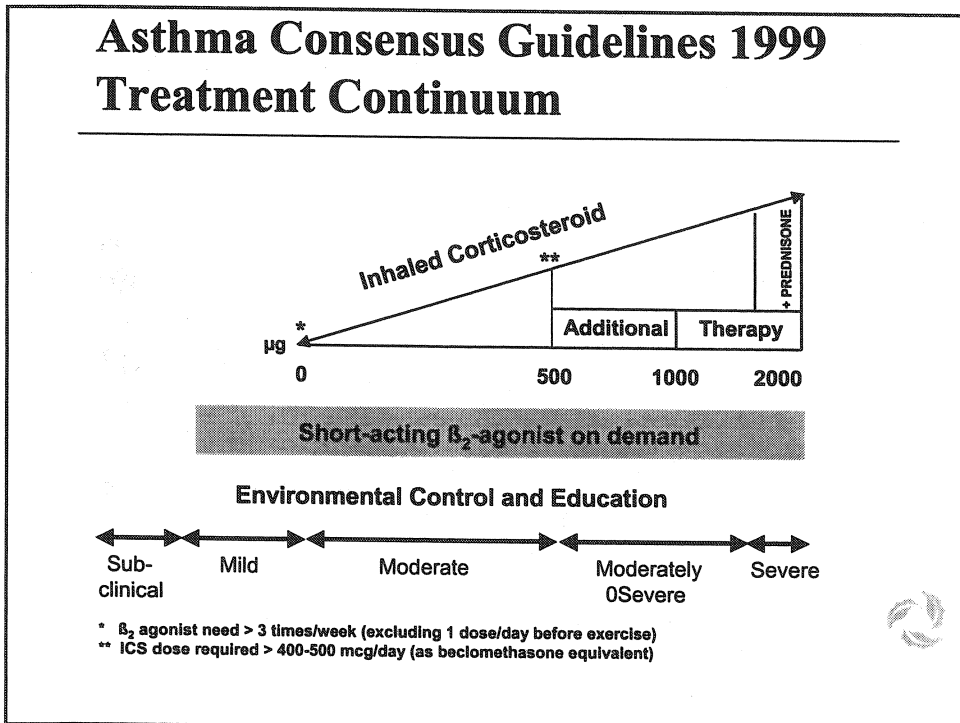 Asthma Consensus Guidelines 1999
Treatment Continuum
Inhaled Corticosteroid
**
*
+ PREDNISONE
Additional
Therapy
µg
0
500
1000
2000
Short-acting ß₂-agonist on demand
Environmental Control and Education
Sub-
clinical
Mild
Moderate
Moderately
0Severe
Severe
* ß₂ agonist need > 3 times/week (excluding 1 dose/day before exercise)
** ICS dose required > 400-500 mcg/day (as beclomethasone equivalent)